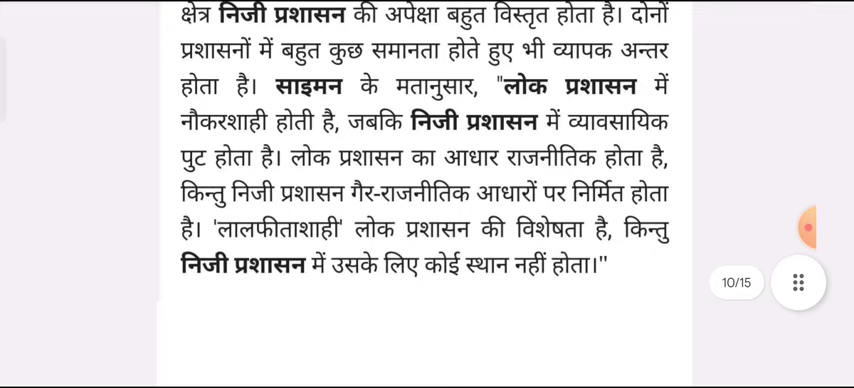 क्षेत्र निजी प्रशासन की अपेक्षा बहुत विस्तृत होता है। दोनों
प्रशासनों में बहुत कुछ समानता होते हुए भी व्यापक अन्तर
होता है। साइमन के मतानुसार, "लोक प्रशासन में
नौकरशाही होती है, जबकि निजी प्रशासन में व्यावसायिक
पुट होता है। लोक प्रशासन का आधार राजनीतिक होता है,
किन्तु निजी प्रशासन गैर-राजनीतिक आधारों पर निर्मित होता
है। 'लालफीताशाही' लोक प्रशासन की विशेषता है, किन्तु
निजी प्रशासन में उसके लिए कोई स्थान नहीं होता।"
10/15